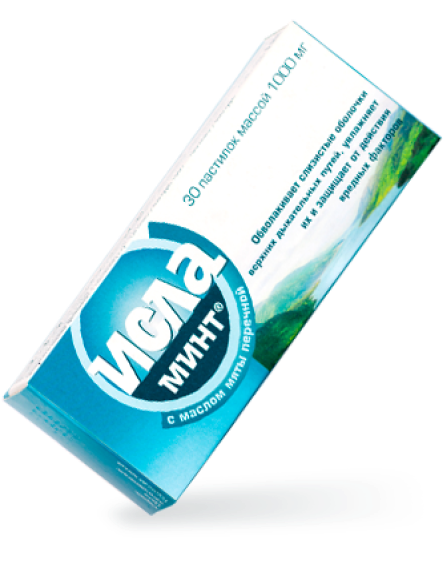 30 пастилок массой 1000 мг
Обволакивает слизистые оболочки
верхних дыхательных путей, увлажняет
их и защищает от действия
вредных факторов
Исла
МИНТ®
с маслом мяты перечной